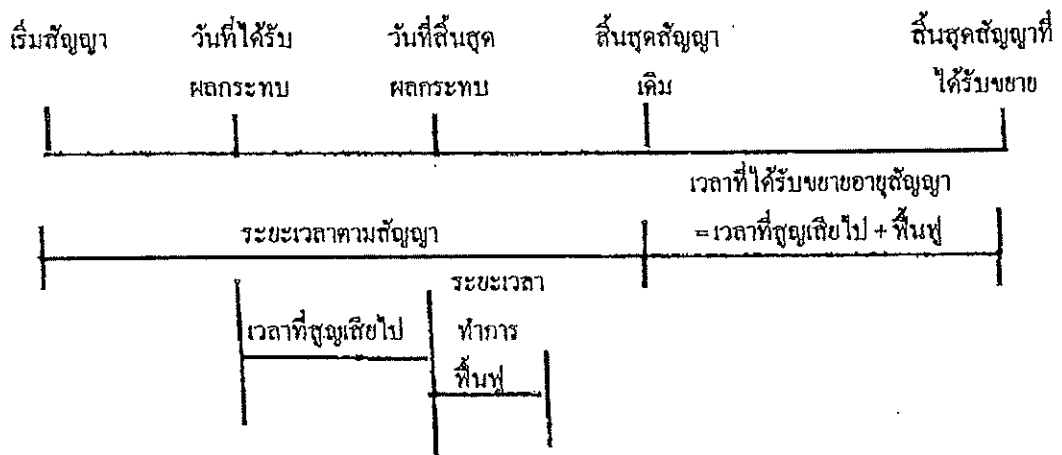 เริ่มสัญญา วันที่ได้รับ วันที่สิ้นสุด สิ้นสุดสัญญา สิ้นสุดสัญญาที่
ผลกระทบ ผลกระทบ เดิม ได้รับขยาย
เวลาที่ได้รับขยายอายุสัญญา
ระยะเวลาตามสัญญา =เวลาที่สูญเสียไป + ฟื้นฟู
ระยะเวลา
เวลาที่สูญเสียไป ทำการ
ฟื้นฟู